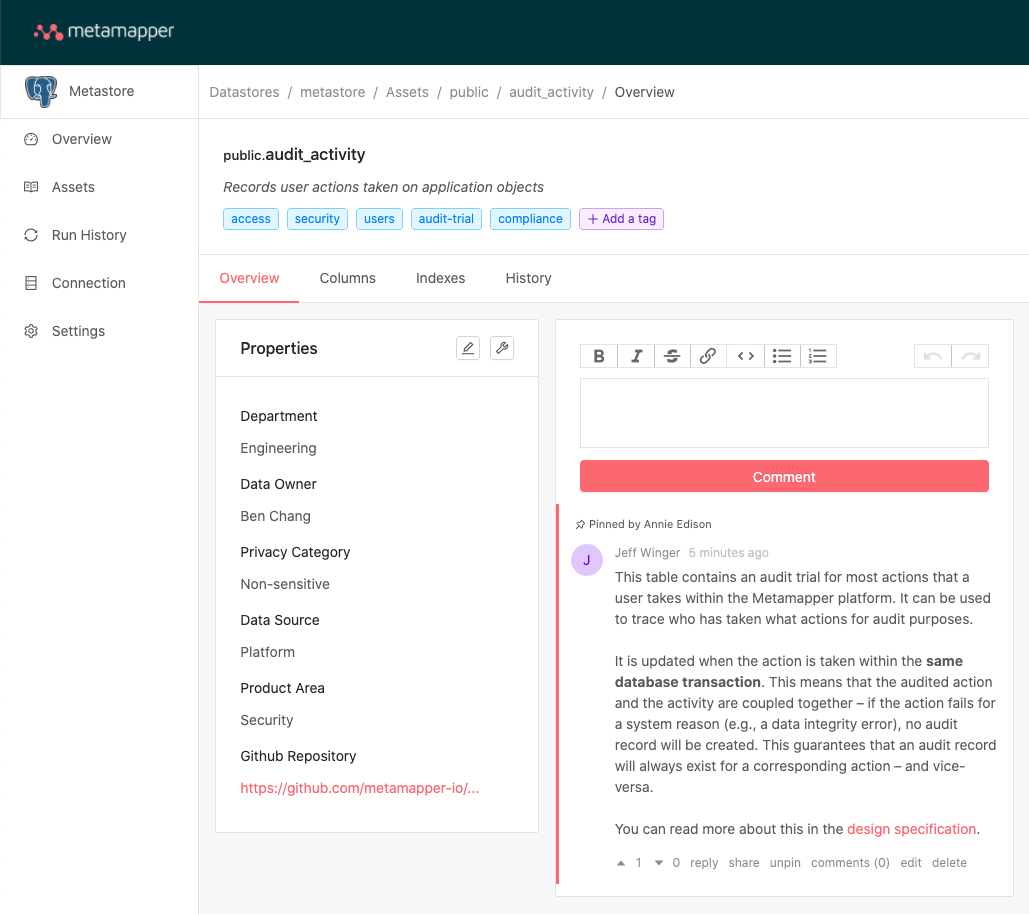 metamapper
Metastore
Datastores / metastore / Assets / public / audit_activity / Overview
Overview
Assets
Run History
Connection
Settings
public.audit_activity
Records user actions taken on application objects
access security users audit-trial compliance + Add a tag
Overview Columns Indexes History
Properties
Department
Engineering
Data Owner
Ben Chang
Privacy Category
Non-sensitive
Data Source
Platform
Product Area
Security
Github Repository
https://github.com/metamapper-io/...
B I S
Comment
Pinned by Annie Edison
J
Jeff Winger 5 minutes ago
This table contains an audit trial for most actions that a
user takes within the Metamapper platform. It can be used
to trace who has taken what actions for audit purposes.
It is updated when the action is taken within the same
database transaction. This means that the audited action
and the activity are coupled together – if the action fails for
a system reason (e.g., a data integrity error), no audit
record will be created. This guarantees that an audit record
will always exist for a corresponding action – and vice-
versa.
You can read more about this in the design specification.
1 0 reply share unpin comments (0) edit delete